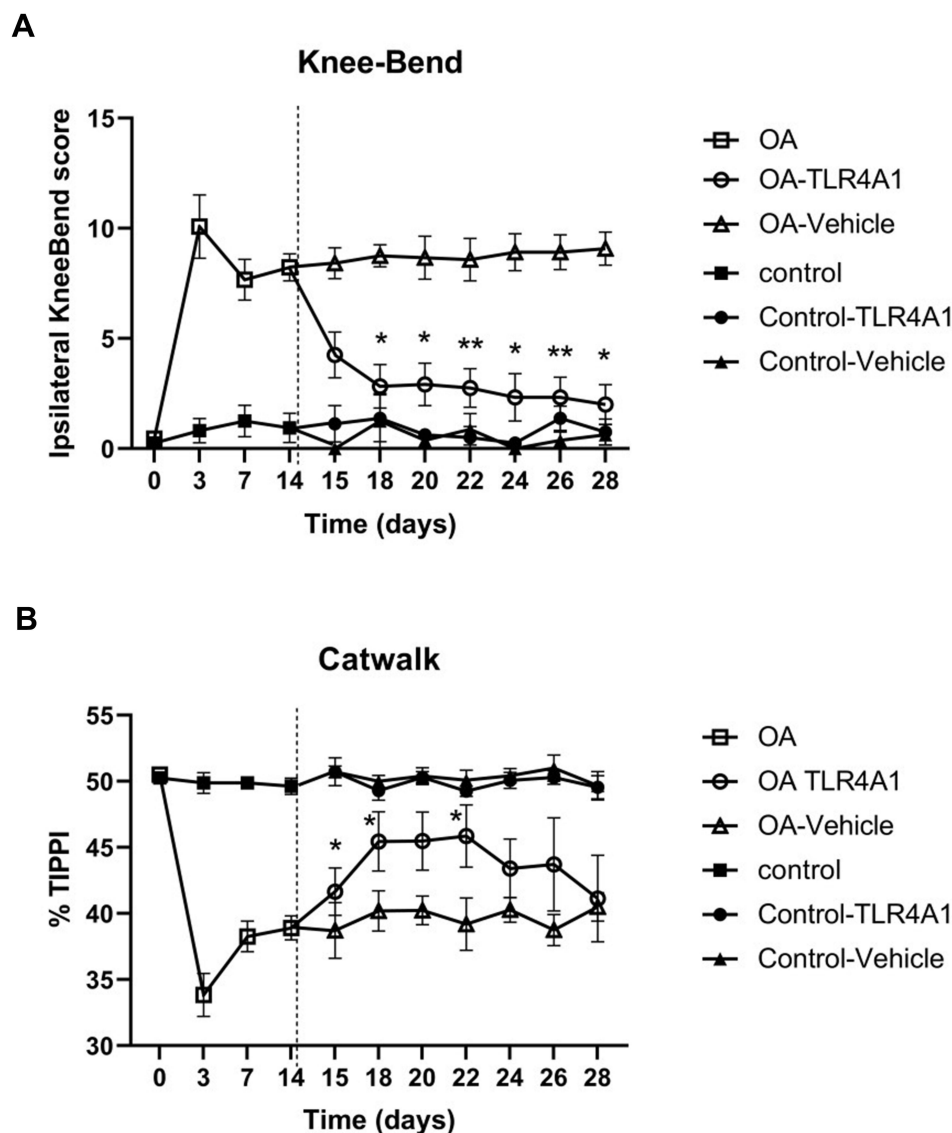 A
Knee-Bend
Ipsilateral KneeBend score
15
10
5
0
* * ** * ** *
0 3 7 14 15 18 20 22 24 26 28
Time (days)
OA
OA-TLR4A1
OA-Vehicle
control
Control-TLR4A1
Control-Vehicle
B
Catwalk
% TIPPI
55
50
45
40
35
30
* * *
0 3 7 14 15 18 20 22 24 26 28
Time (days)
OA
OA TLR4A1
OA-Vehicle
control
Control-TLR4A1
Control-Vehicle